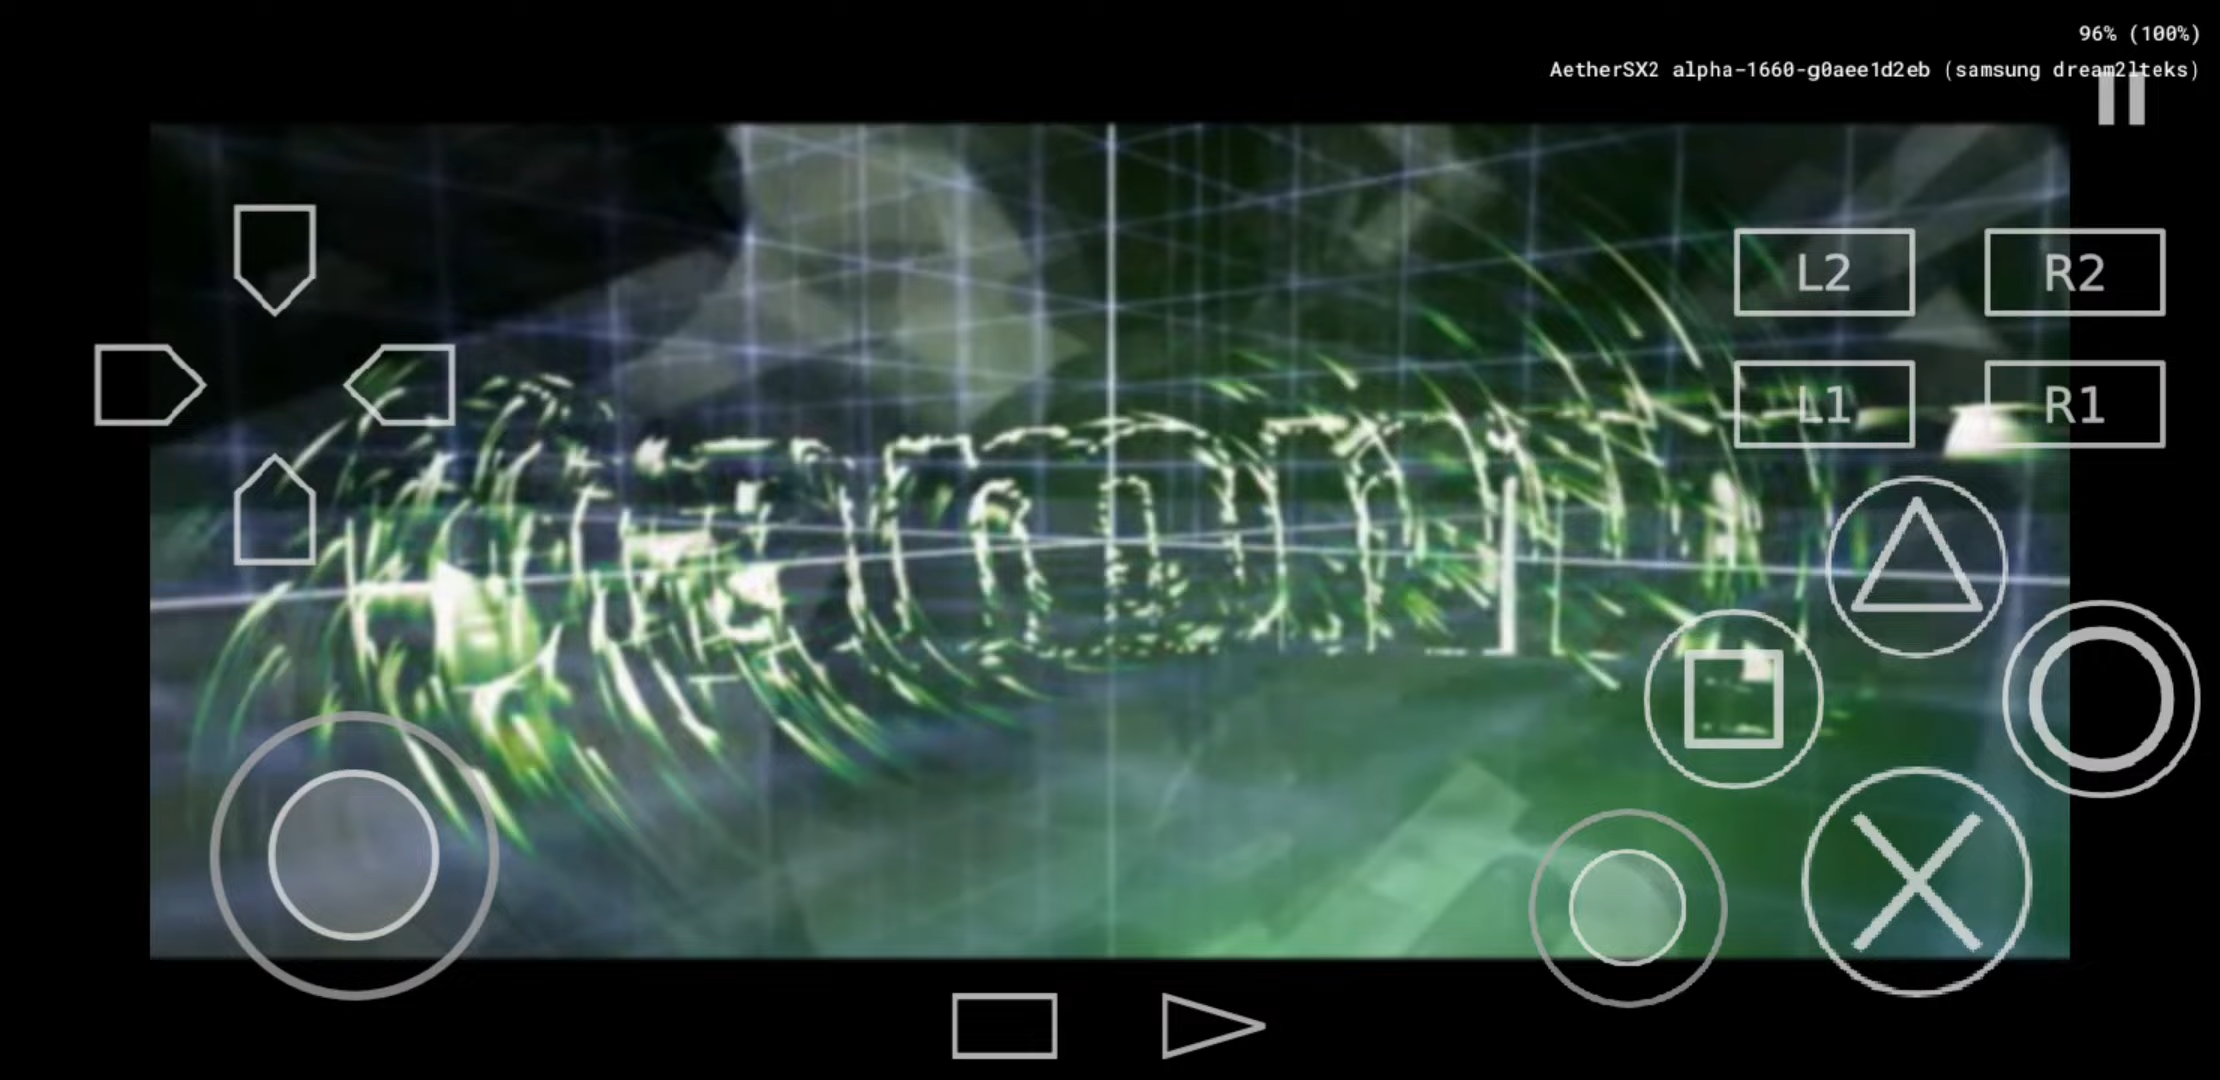 96% (100%)
AetherSX2 alpha-1660-g0aee1d2eb (samsung dream2lteks)
L2 R2
L1 R1